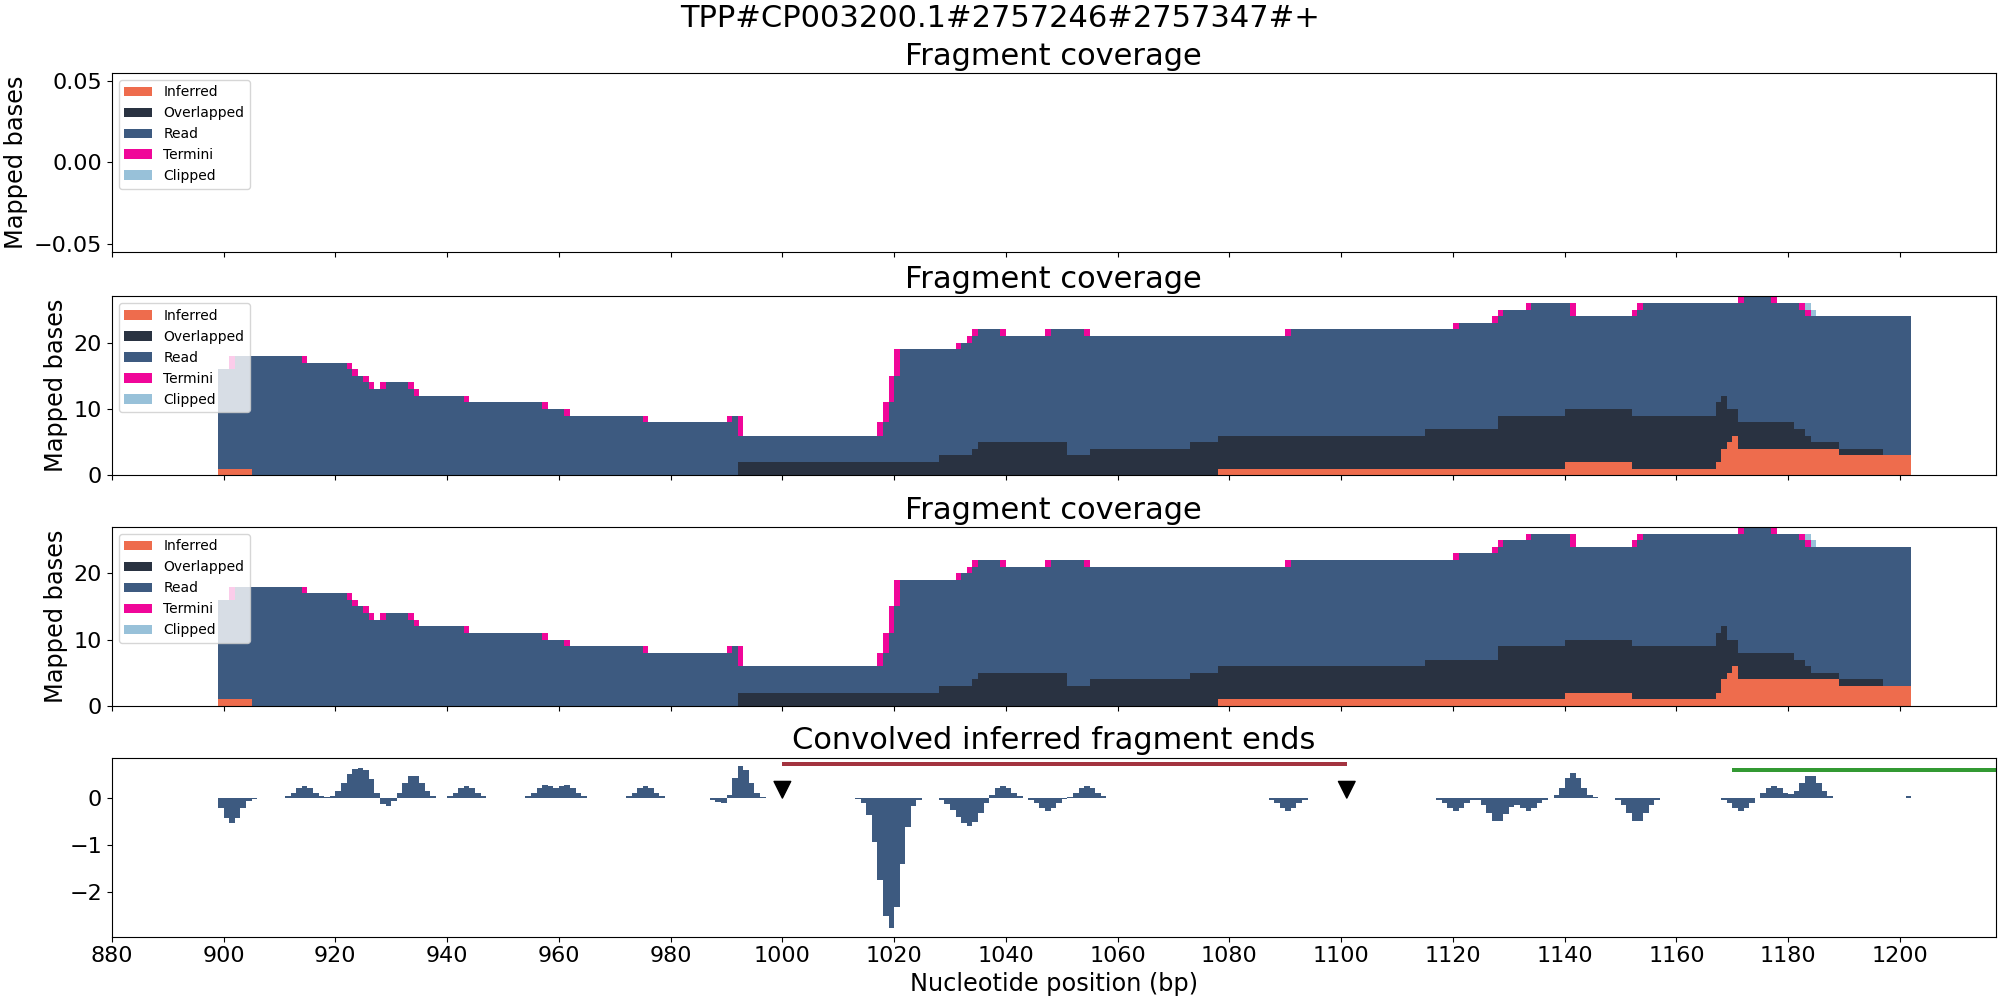 TPP#CP003200.1#2757246#2757347#+
Fragment coverage
Mapped bases
0.05
0.00
−0.05
Inferred
Overlapped
Read
Termini
Clipped
Fragment coverage
Mapped bases
20
10
0
Inferred
Overlapped
Read
Termini
Clipped
Fragment coverage
Mapped bases
20
10
0
Inferred
Overlapped
Read
Termini
Clipped
Convolved inferred fragment ends
0
−1
−2
880 900 920 940 960 980 1000 1020 1040 1060 1080 1100 1120 1140 1160 1180 1200
Nucleotide position (bp)